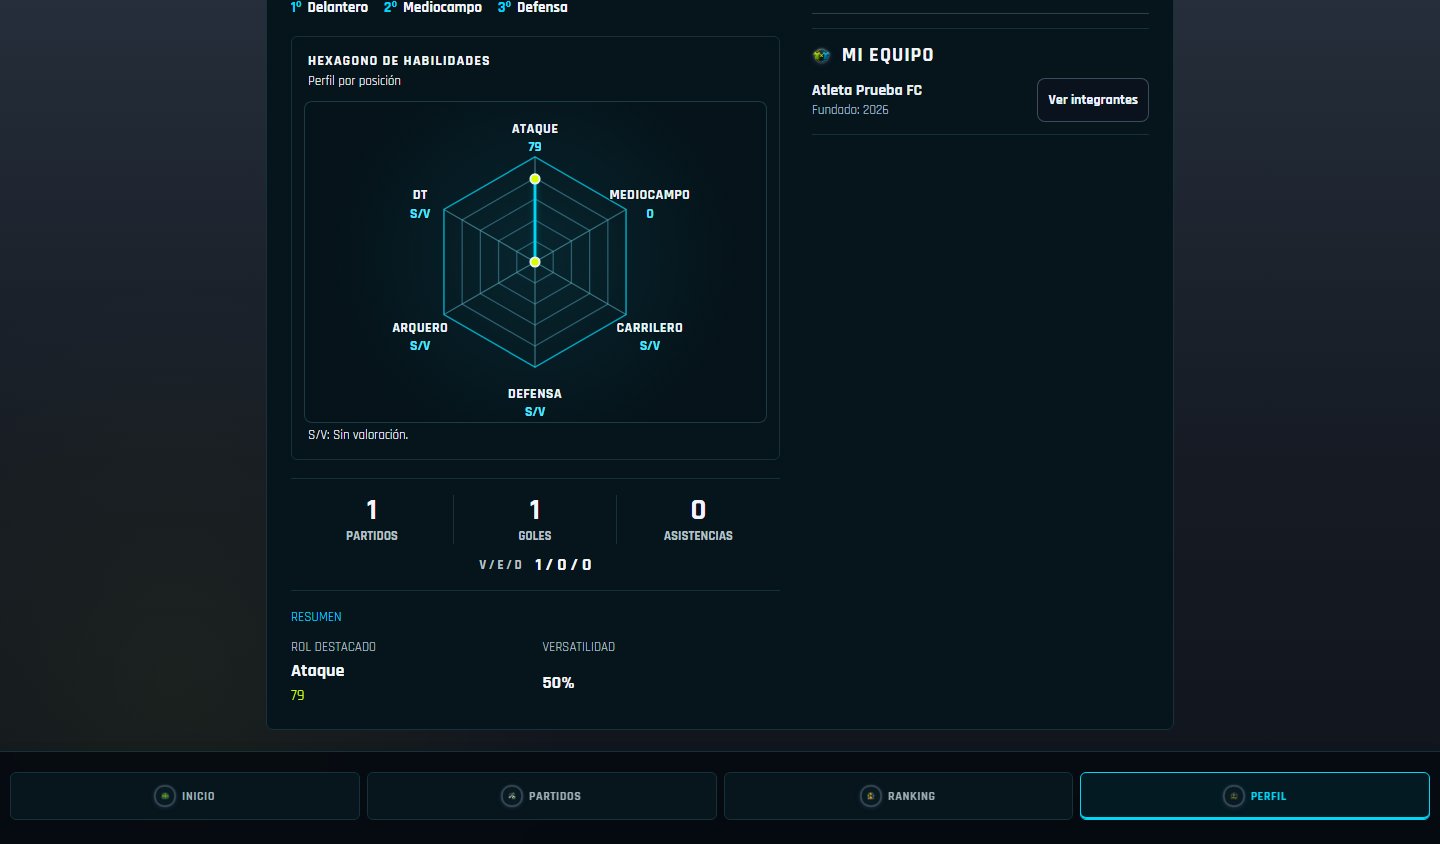 1º Delantero 2º Mediocampo 3º Defensa
HEXAGONO DE HABILIDADES
Perfil por posición
ATAQUE
79
DT
S/V
MEDIOCAMPO
0
ARQUERO
S/V
CARRILERO
S/V
DEFENSA
S/V
S/V: Sin valoración.
1
PARTIDOS
1
GOLES
0
ASISTENCIAS
V / E / D 1 / 0 / 0
RESUMEN
ROL DESTACADO
Ataque
79
VERSATILIDAD
50%
MI EQUIPO
Atleta Prueba FC
Fundado: 2026
Ver integrantes
INICIO
PARTIDOS
RANKING
PERFIL